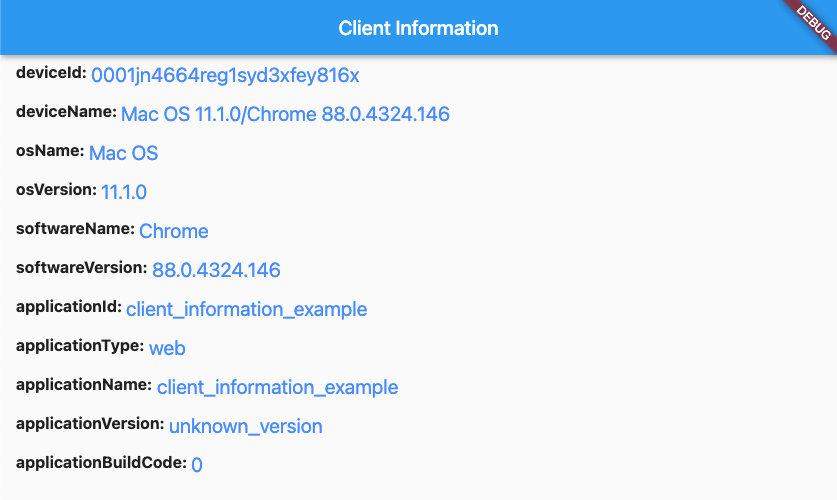 Client Information
DEBUG
deviceId: 0001jn4664reg1syd3xfey816x
deviceName: Mac OS 11.1.0/Chrome 88.0.4324.146
osName: Mac OS
osVersion: 11.1.0
softwareName: Chrome
softwareVersion: 88.0.4324.146
applicationId: client_information_example
applicationType: web
applicationName: client_information_example
applicationVersion: unknown_version
applicationBuildCode: 0